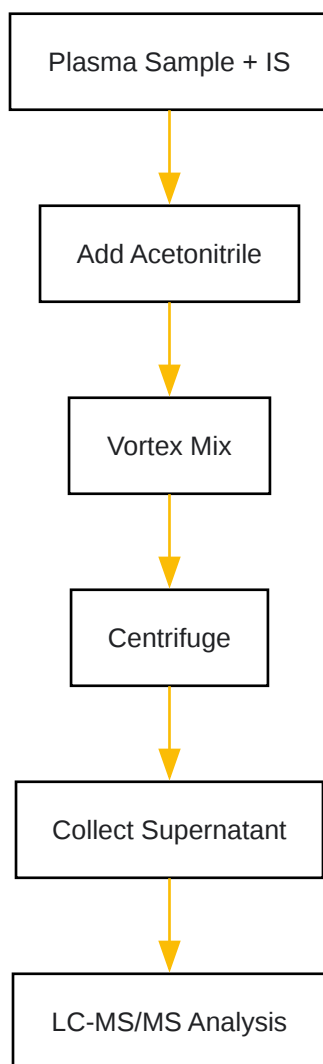 Plasma Sample + IS
Add Acetonitrile
Vortex Mix
Centrifuge
Collect Supernatant
LC-MS/MS Analysis